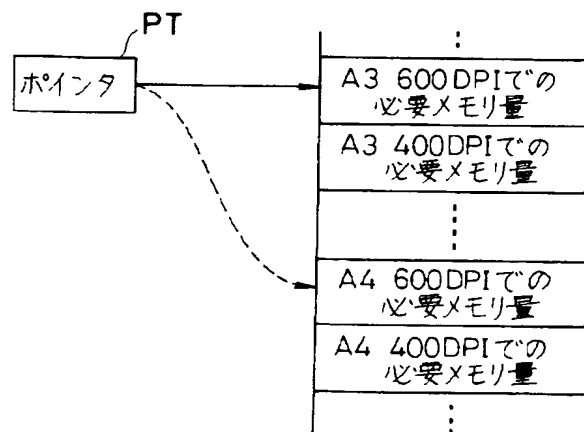 PT
ポインタ
A3 600DPIでの
必要メモリ量
A3 400DPIでの
必要メモリ量
A4 600DPIでの
必要メモリ量
A4 400DPIでの
必要メモリ量